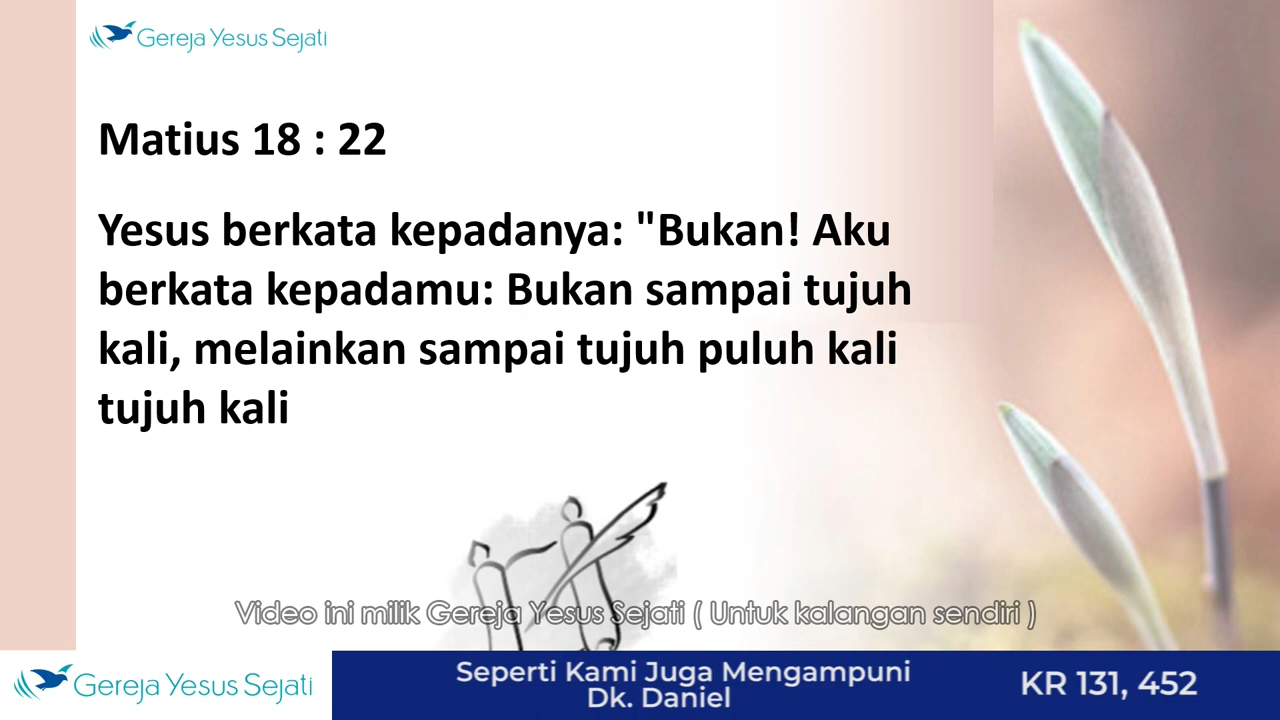 Gereja Yesus Sejati
Matius 18 : 22
Yesus berkata kepadanya: "Bukan! Aku
berkata kepadamu: Bukan sampai tujuh
kali, melainkan sampai tujuh puluh kali
tujuh kali
Video ini milik Gereja Yesus Sejati ( Untuk kalangan sendiri )
Gereja Yesus Sejati
Seperti Kami Juga Mengampuni
Dk. Daniel
KR 131, 452